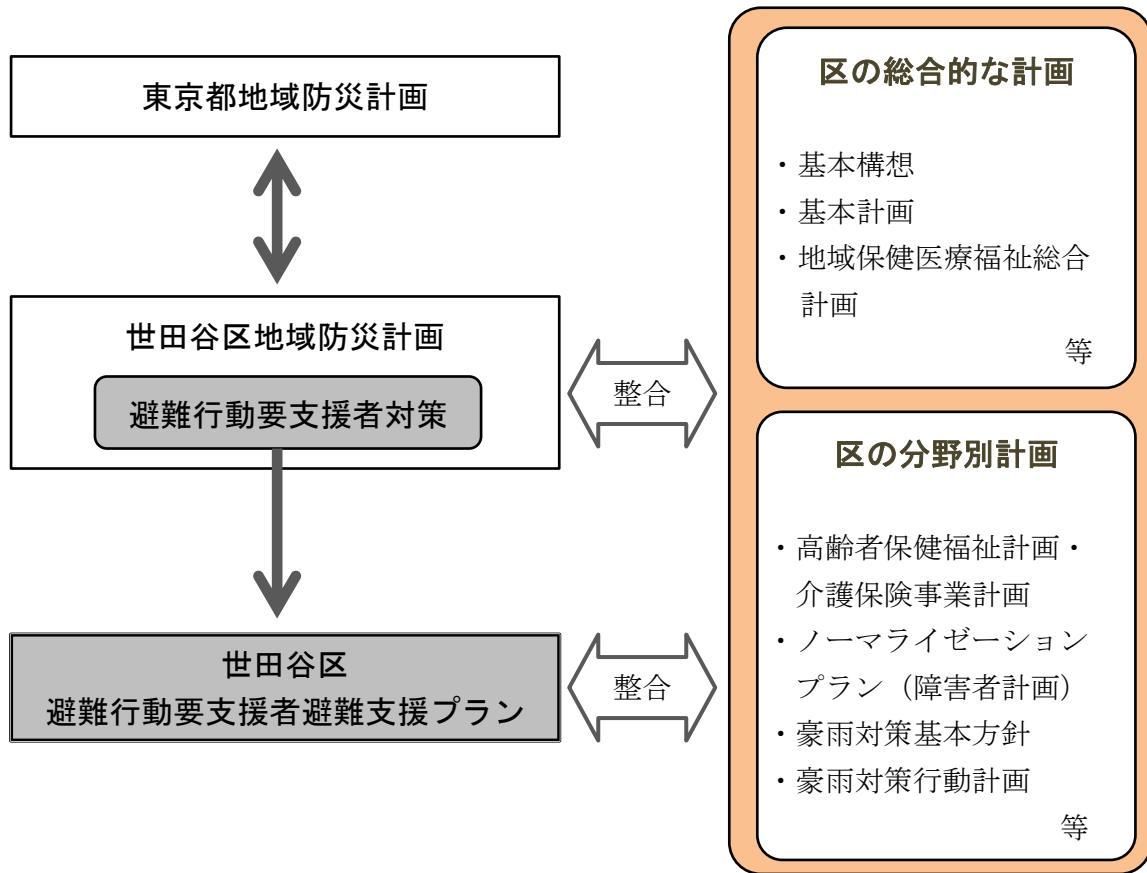 東京都地域防災計画
世田谷区地域防災計画
避難行動要支援者対策
整合
世田谷区
避難行動要支援者避難支援プラン
整合
区の総合的な計画
・基本構想
・基本計画
・地域保健医療福祉総合
計画
等
区の分野別計画
・高齢者保健福祉計画・
介護保険事業計画
・ノーマライゼーション
プラン（障害者計画）
・豪雨対策基本方針
・豪雨対策行動計画
等